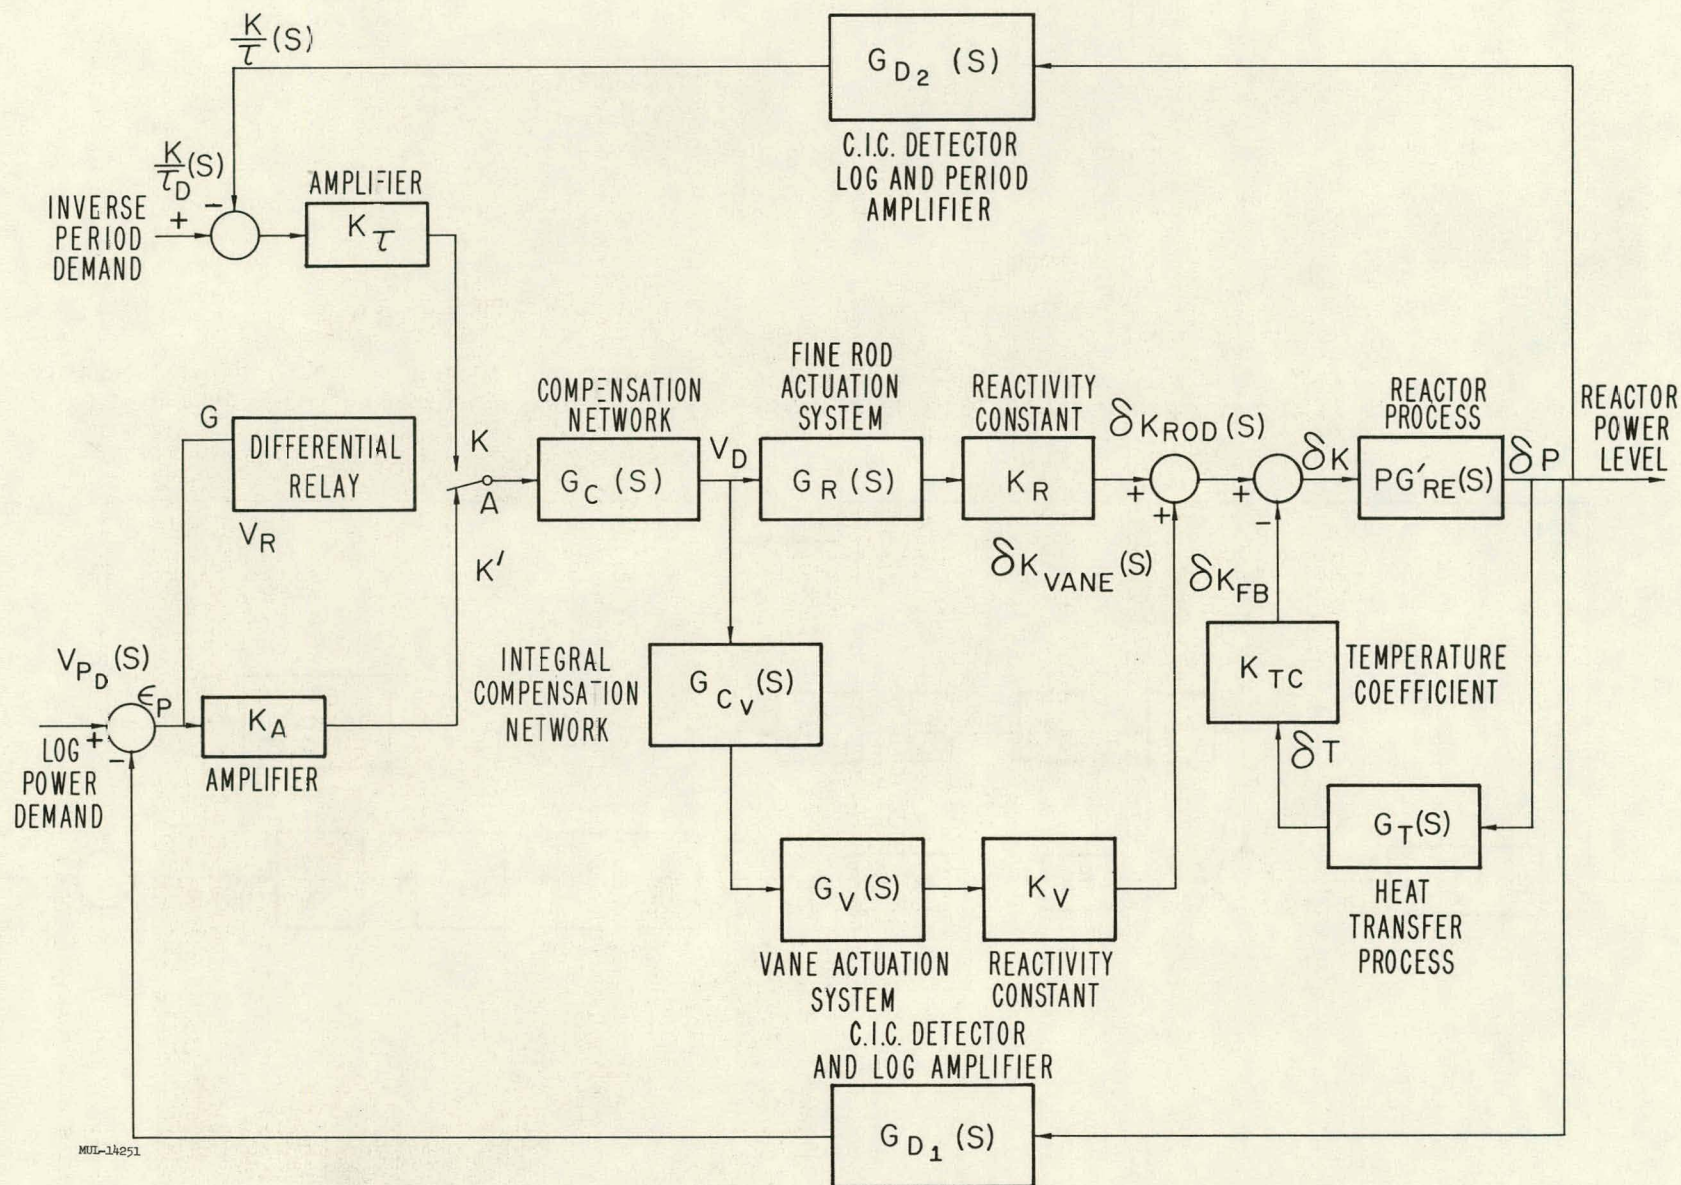 K/τ (S)
G_D2 (S)
C.I.C. DETECTOR
LOG AND PERIOD
AMPLIFIER
K/τ_D (S)
INVERSE
PERIOD
DEMAND
+
-
AMPLIFIER
K_τ
G
DIFFERENTIAL
RELAY
V_R
K
A
K'
COMPENSATION
NETWORK
G_C (S)
V_D
FINE ROD
ACTUATION
SYSTEM
G_R (S)
REACTIVITY
CONSTANT
K_R
δK_ROD (S)
+
+
δK_VANE (S)
+
-
δK
δK_FB
REACTOR
PROCESS
PG'_RE(S)
δP
REACTOR
POWER
LEVEL
V_PD (S)
ϵ_P
+
-
LOG
POWER
DEMAND
K_A
AMPLIFIER
INTEGRAL
COMPENSATION
NETWORK
G_CV (S)
K_TC
TEMPERATURE
COEFFICIENT
δT
G_T(S)
HEAT
TRANSFER
PROCESS
G_V (S)
VANE ACTUATION
SYSTEM
K_V
REACTIVITY
CONSTANT
C.I.C. DETECTOR
AND LOG AMPLIFIER
G_D1 (S)
MUL-14251